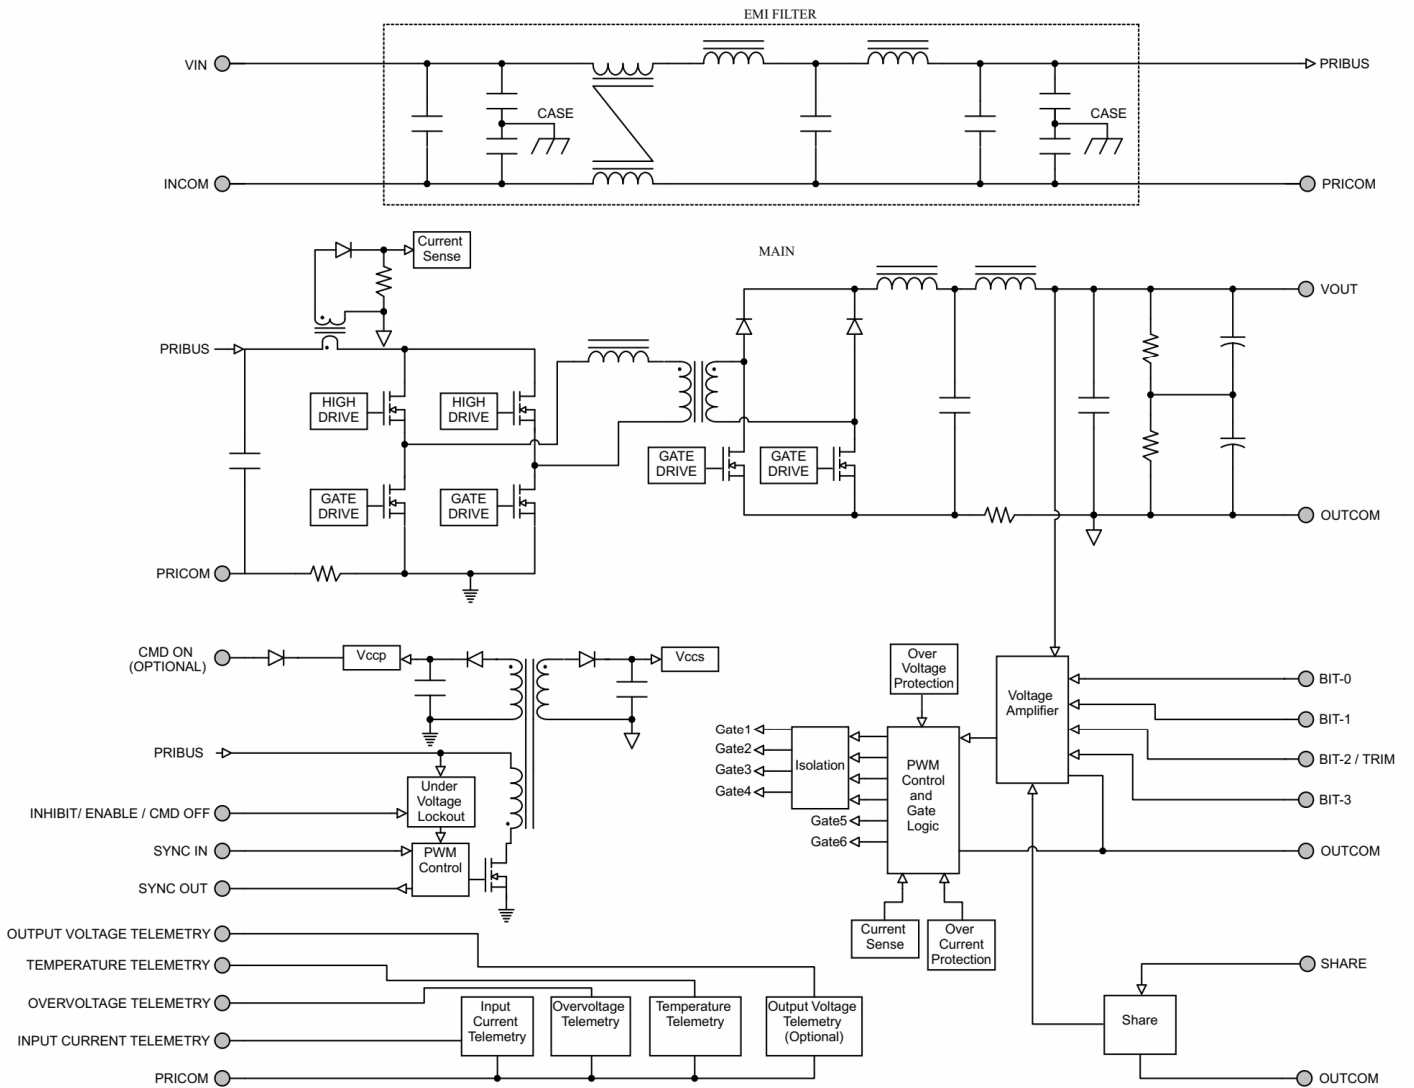 EMI FILTER
VIN
PRIBUS
CASE
CASE
INCOM
PRICOM
Current
Sense
MAIN
VOUT
PRIBUS
HIGH
DRIVE
HIGH
DRIVE
GATE
DRIVE
GATE
DRIVE
GATE
DRIVE
GATE
DRIVE
OUTCOM
PRICOM
CMD ON
(OPTIONAL)
Vccp
Vccs
Over
Voltage
Protection
Voltage
Amplifier
BIT-0
BIT-1
BIT-2 / TRIM
BIT-3
Gate1
Gate2
Gate3
Gate4
Isolation
Gate5
Gate6
PWM
Control
and
Gate
Logic
PRIBUS
Under
Voltage
Lockout
INHIBIT/ ENABLE / CMD OFF
SYNC IN
PWM
Control
SYNC OUT
OUTCOM
Current
Sense
Over
Current
Protection
OUTPUT VOLTAGE TELEMETRY
TEMPERATURE TELEMETRY
OVERVOLTAGE TELEMETRY
INPUT CURRENT TELEMETRY
Input
Current
Telemetry
Overvoltage
Telemetry
Temperature
Telemetry
Output Voltage
Telemetry
(Optional)
SHARE
Share
PRICOM
OUTCOM